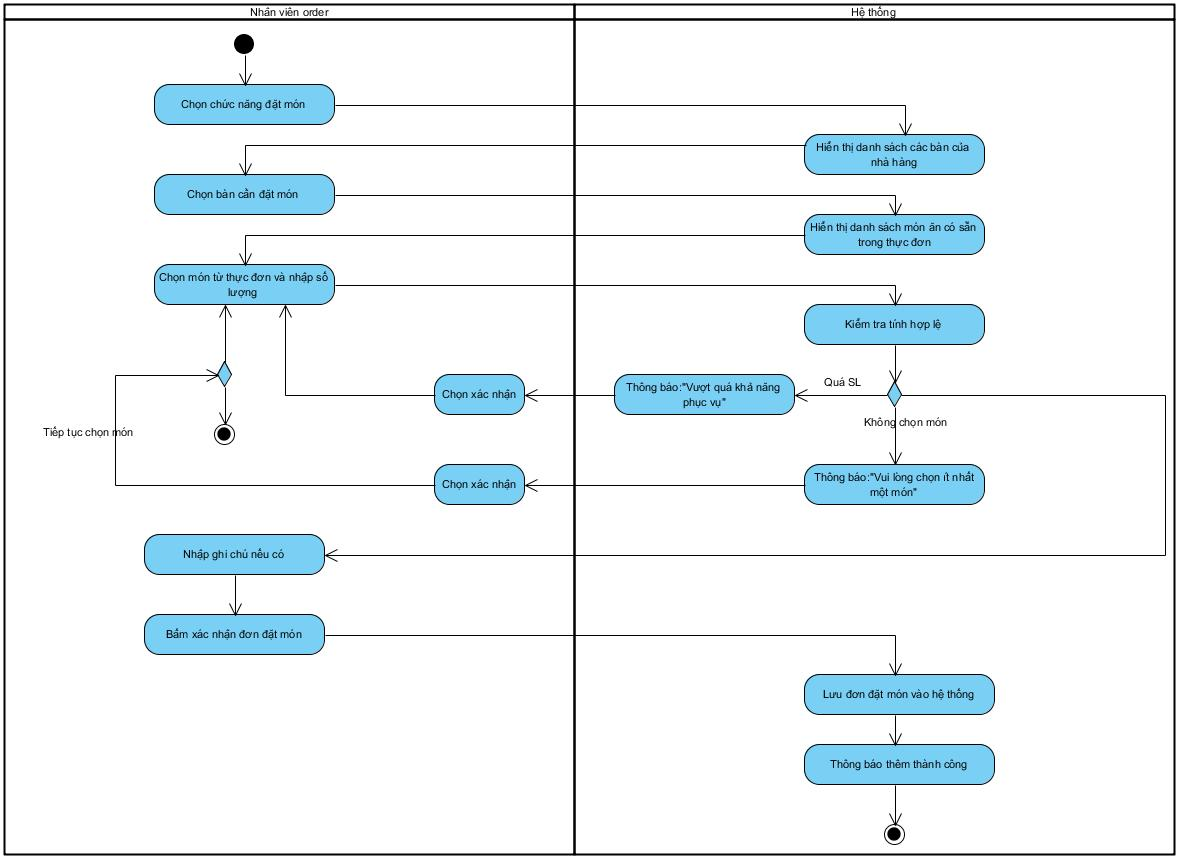 Nhân viên order
Hệ thống
Chọn chức năng đặt món
Hiển thị danh sách các bàn của
nhà hàng
Chọn bàn cần đặt món
Hiển thị danh sách món ăn có sẵn
trong thực đơn
Chọn món từ thực đơn và nhập số
lượng
Kiểm tra tính hợp lệ
Quá SL
Thông báo:"Vượt quá khả năng
phục vụ"
Chọn xác nhận
Không chọn món
Tiếp tục chọn món
Thông báo:"Vui lòng chọn ít nhất
một món"
Chọn xác nhận
Nhập ghi chú nếu có
Bấm xác nhận đơn đặt món
Lưu đơn đặt món vào hệ thống
Thông báo thêm thành công